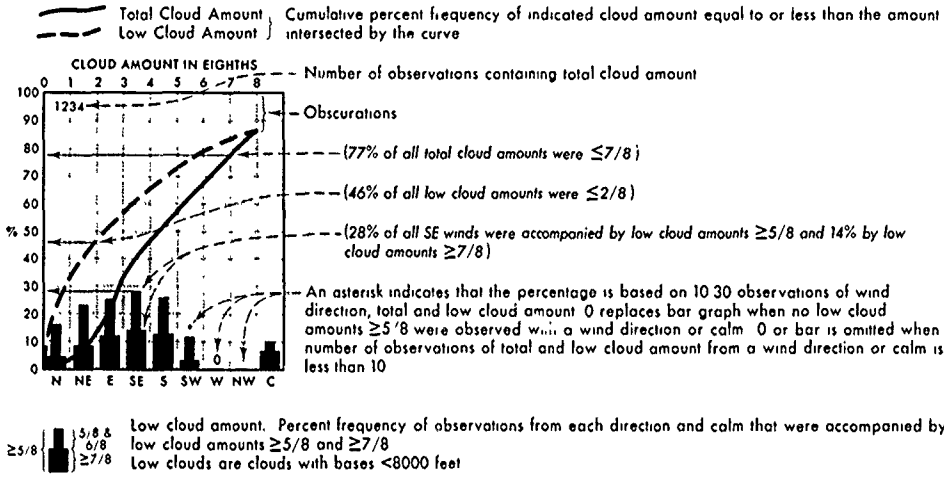 Total Cloud Amount
Low Cloud Amount
Cumulative percent frequency of indicated cloud amount equal to or less than the amount
intersected by the curve
CLOUD AMOUNT IN EIGHTHS
0 1 2 3 4 5 6 7 8
Number of observations containing total cloud amount
100
1234
90
Obscurations
80
(77% of all total cloud amounts were ≤7/8)
70
(46% of all low cloud amounts were ≤2/8)
60
% 50
(28% of all SE winds were accompanied by low cloud amounts ≥5/8 and 14% by low
cloud amounts ≥7/8)
40
30
20
10
0
An asterisk indicates that the percentage is based on 10 30 observations of wind
direction, total and low cloud amount 0 replaces bar graph when no low cloud
amounts ≥5/8 were observed with a wind direction or calm 0 or bar is omitted when
number of observations of total and low cloud amount from a wind direction or calm is
less than 10
*
0
N NE E SE S SW W NW C
≥5/8
5/8 &
6/8
≥7/8
Low cloud amount. Percent frequency of observations from each direction and calm that were accompanied by
low cloud amounts ≥5/8 and ≥7/8
Low clouds are clouds with bases <8000 feet